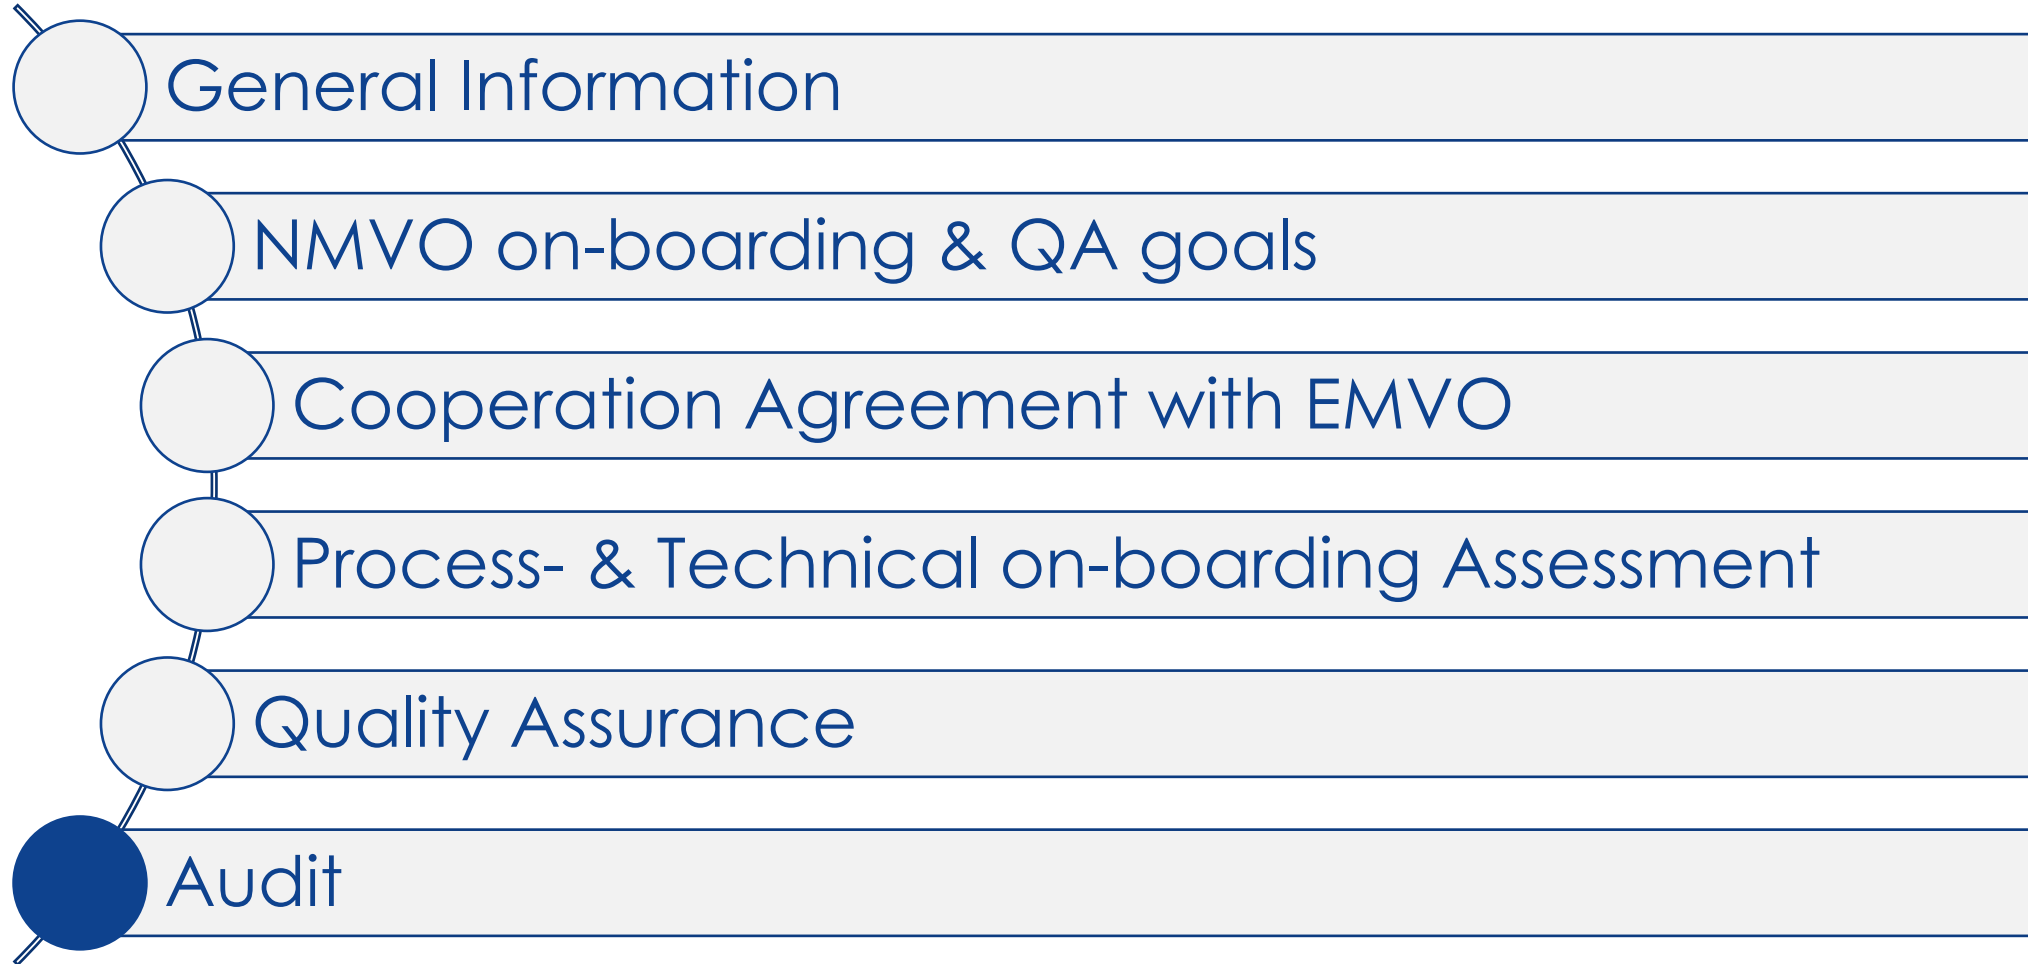 General Information
NMVO on-boarding & QA goals
Cooperation Agreement with EMVO
Process- & Technical on-boarding Assessment
Quality Assurance
Audit